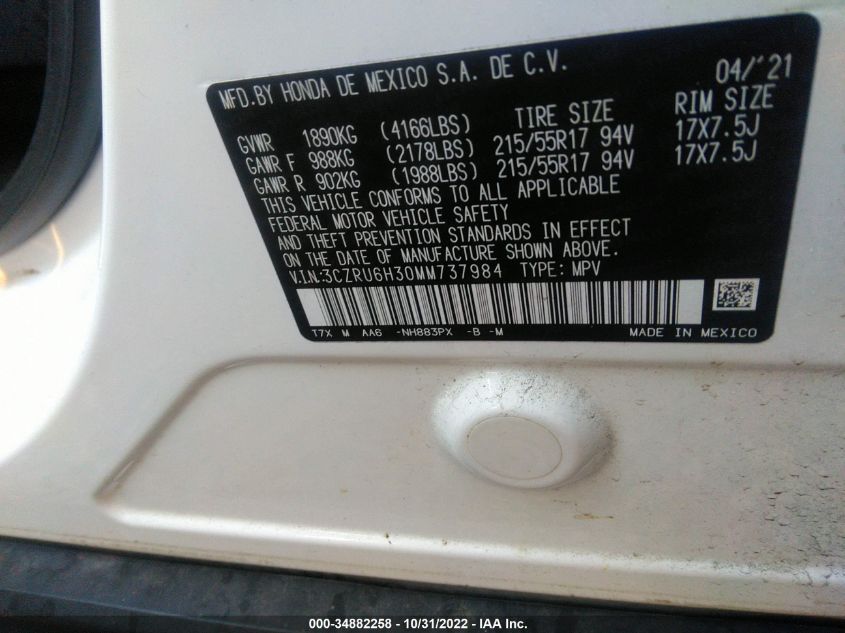 MFD.BY HONDA DE MEXICO S.A. DE C.V. 04/'21
TIRE SIZE RIM SIZE
GVWR 1890KG (4166LBS)
GAWR F 988KG (2178LBS) 215/55R17 94V 17X7.5J
GAWR R 902KG (1988LBS) 215/55R17 94V 17X7.5J
THIS VEHICLE CONFORMS TO ALL APPLICABLE
FEDERAL MOTOR VEHICLE SAFETY
AND THEFT PREVENTION STANDARDS IN EFFECT
ON THE DATE OF MANUFACTURE SHOWN ABOVE.
V.I.N:3CZRU6H30MM737984 TYPE: MPV
T7X M AA6 -NH883PX -B -M MADE IN MEXICO
000-34882258 - 10/31/2022 - IAA Inc.